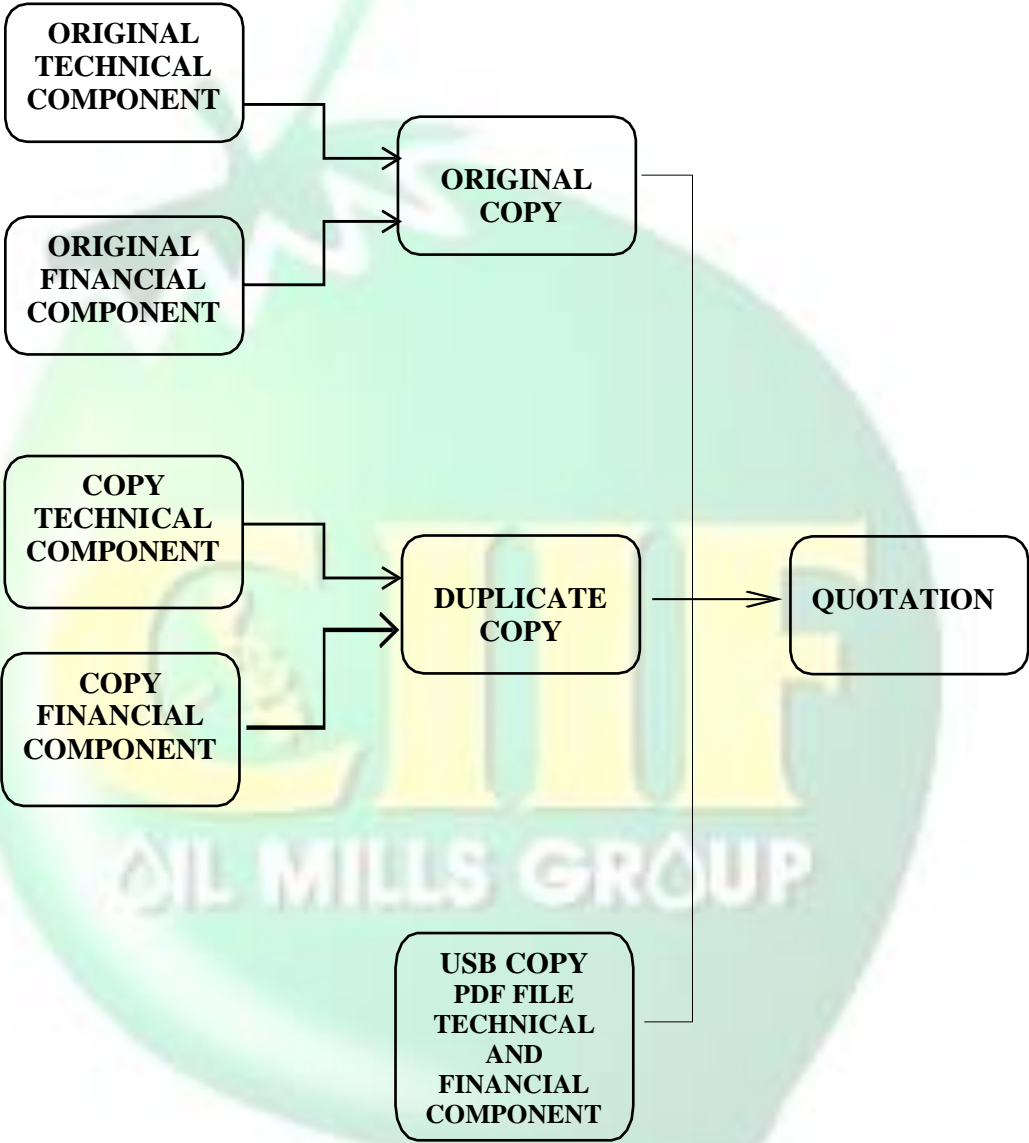 ORIGINAL
TECHNICAL
COMPONENT
ORIGINAL
FINANCIAL
COMPONENT
ORIGINAL
COPY
COPY
TECHNICAL
COMPONENT
COPY
FINANCIAL
COMPONENT
DUPLICATE
COPY
QUOTATION
USB COPY
PDF FILE
TECHNICAL
AND
FINANCIAL
COMPONENT
CIIF
OIL MILLS GROUP